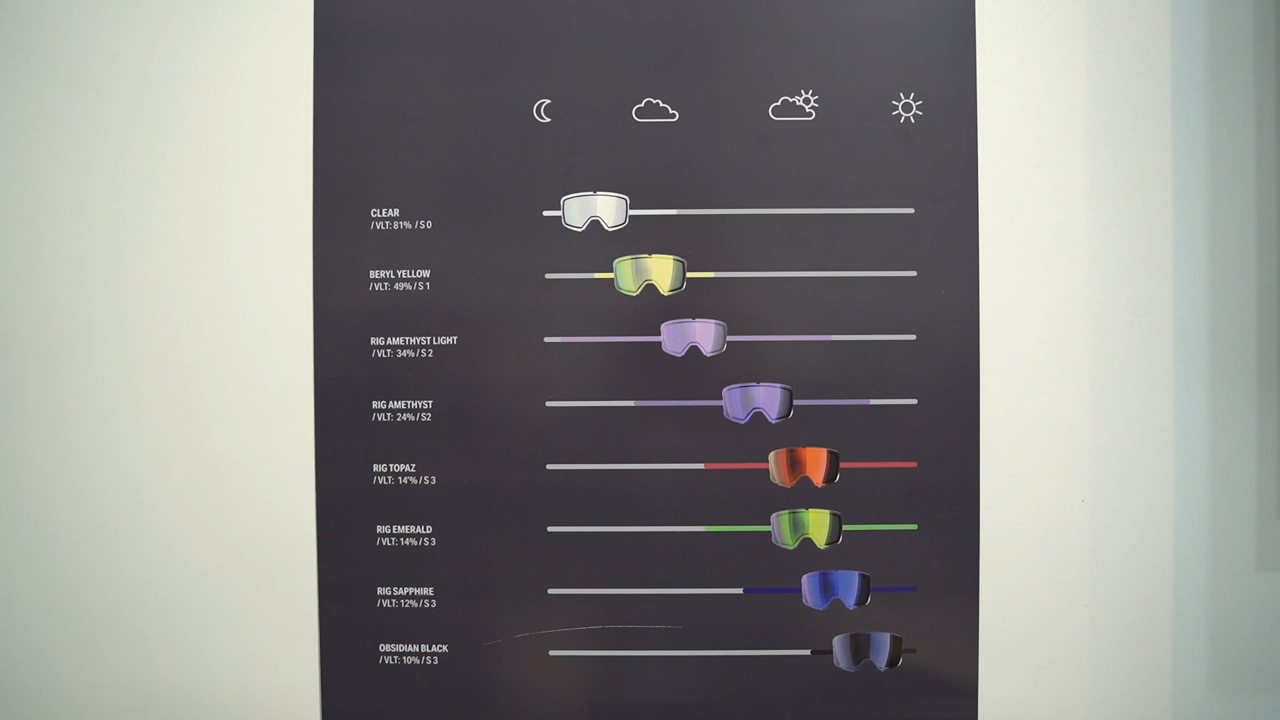 CLEAR
/ VLT: 81% / S 0
BERYL YELLOW
/ VLT: 49% / S 1
RIG AMETHYST LIGHT
/ VLT: 34% / S 2
RIG AMETHYST
/ VLT: 24% / S2
RIG TOPAZ
/ VLT: 14'% / S 3
RIG EMERALD
/ VLT: 14% / S 3
RIG SAPPHIRE
/ VLT: 12% / S 3
OBSIDIAN BLACK
/ VLT: 10% / S 3